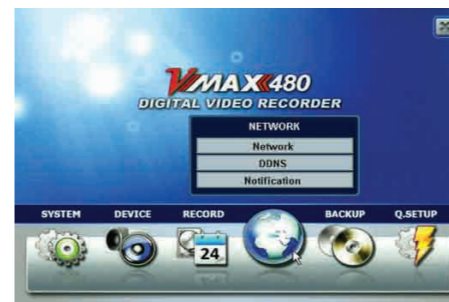 VMAX480
DIGITAL VIDEO RECORDER
NETWORK
Network
DDNS
Notification
SYSTEM DEVICE RECORD BACKUP Q.SETUP
24